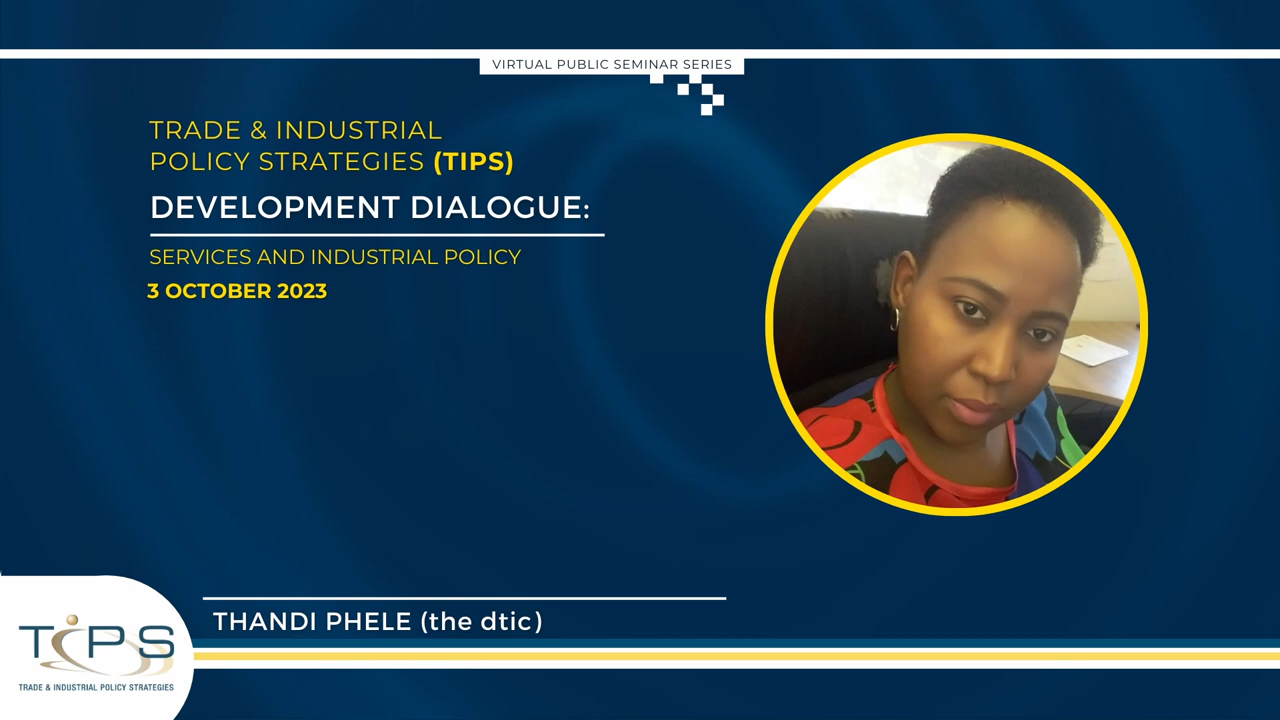 VIRTUAL PUBLIC SEMINAR SERIES
TRADE & INDUSTRIAL
POLICY STRATEGIES (TIPS)
DEVELOPMENT DIALOGUE:
SERVICES AND INDUSTRIAL POLICY
3 OCTOBER 2023
THANDI PHELE (the dtic)
TiPS
TRADE & INDUSTRIAL POLICY STRATEGIES